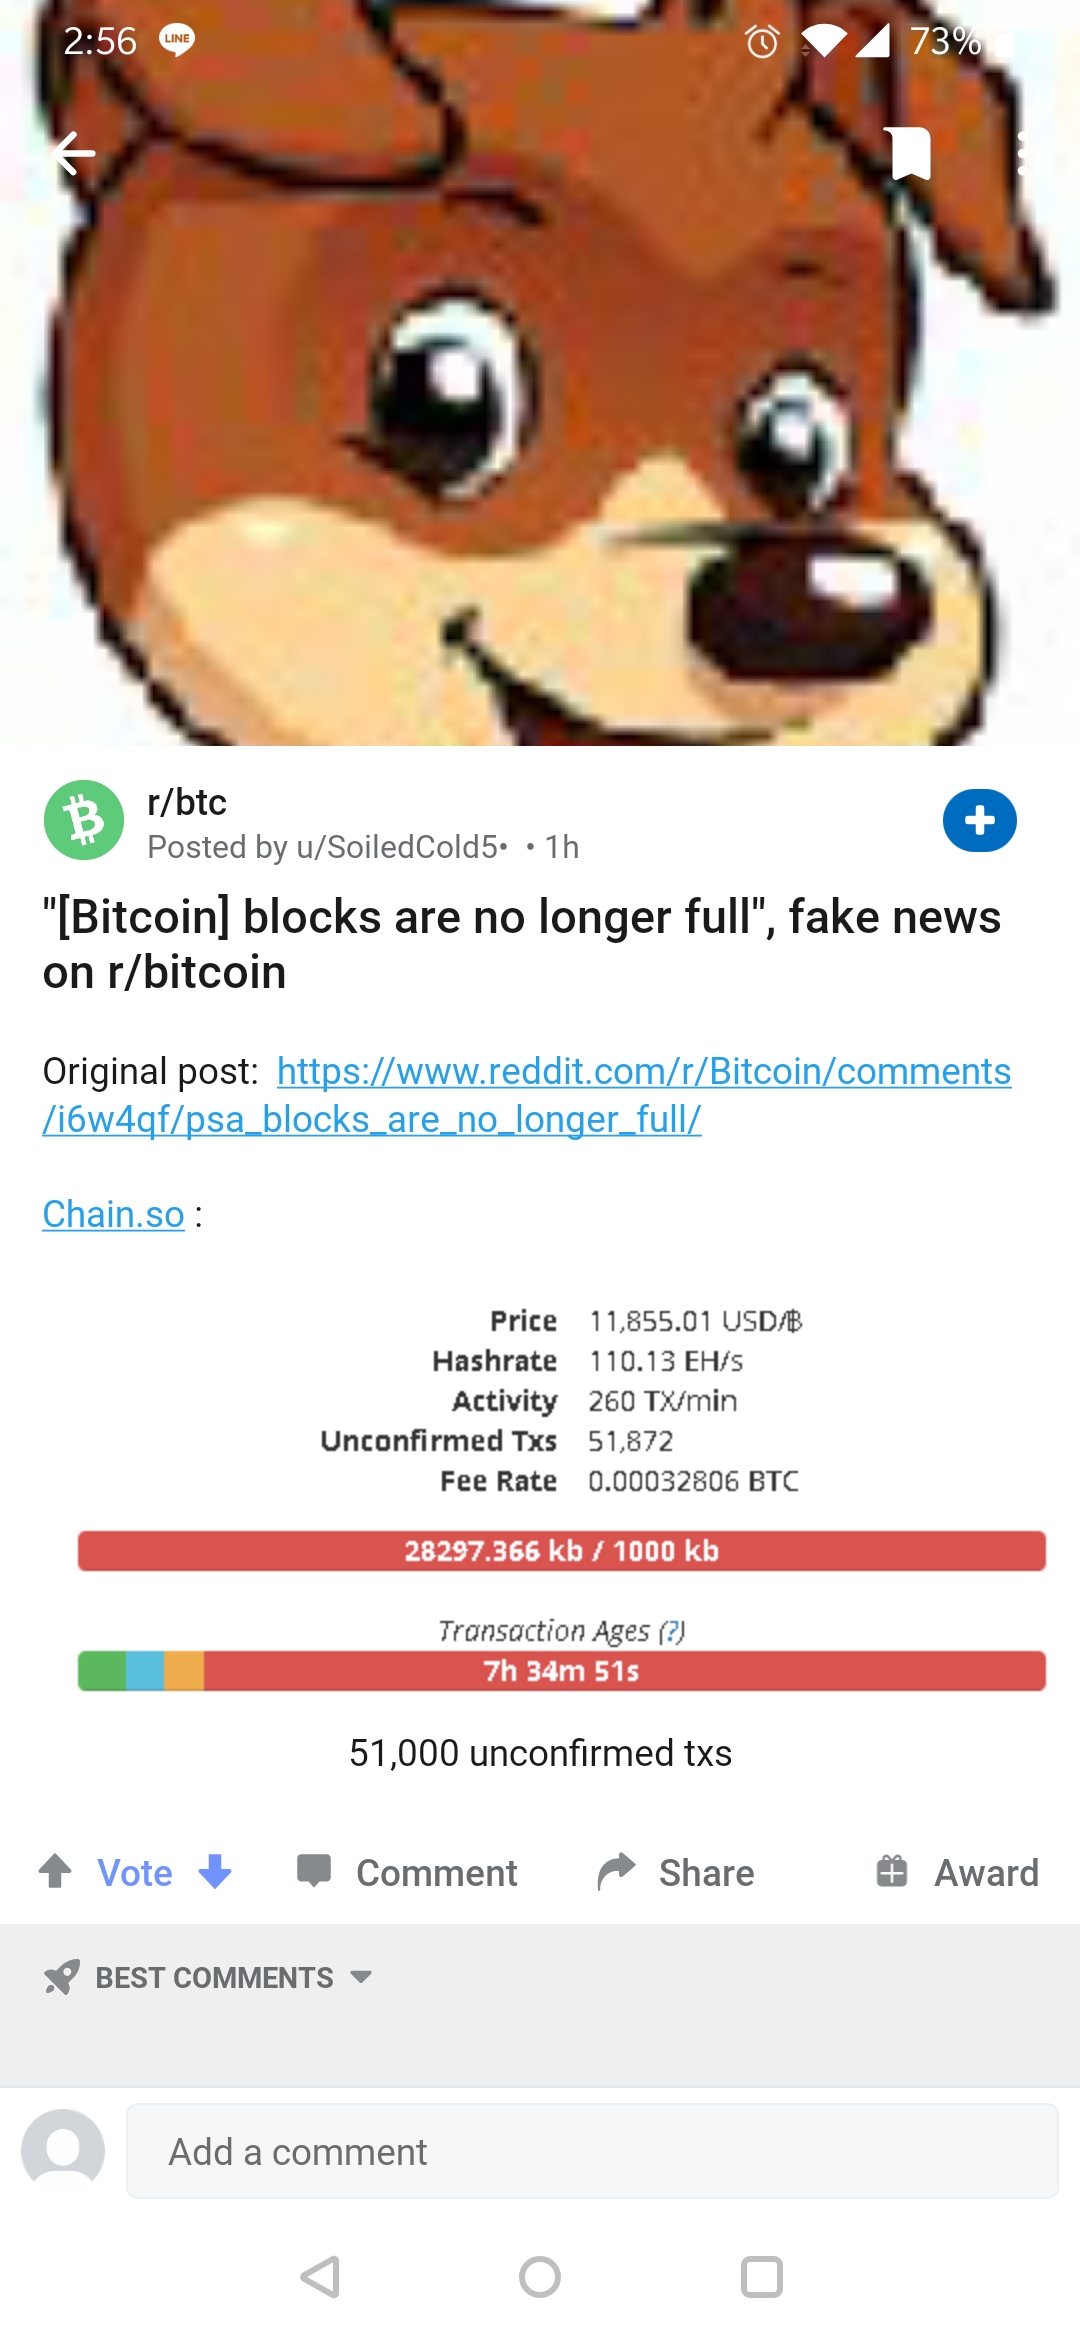 2:56 LINE 73%
r/btc
Posted by u/SoiledCold5• • 1h
"[Bitcoin] blocks are no longer full", fake news
on r/bitcoin
Original post: https://www.reddit.com/r/Bitcoin/comments
/i6w4qf/psa_blocks_are_no_longer_full/
Chain.so :
Price 11,855.01 USD/฿
Hashrate 110.13 EH/s
Activity 260 TX/min
Unconfirmed Txs 51,872
Fee Rate 0.00032806 BTC
28297.366 kb / 1000 kb
Transaction Ages (?)
7h 34m 51s
51,000 unconfirmed txs
Vote Comment Share Award
BEST COMMENTS
Add a comment